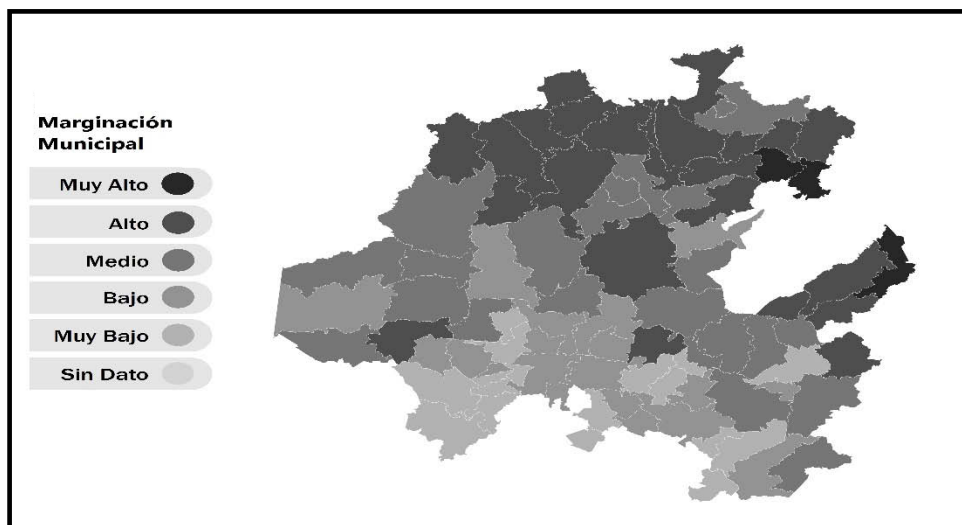 Marginación
Municipal
Muy Alto
Alto
Medio
Bajo
Muy Bajo
Sin Dato